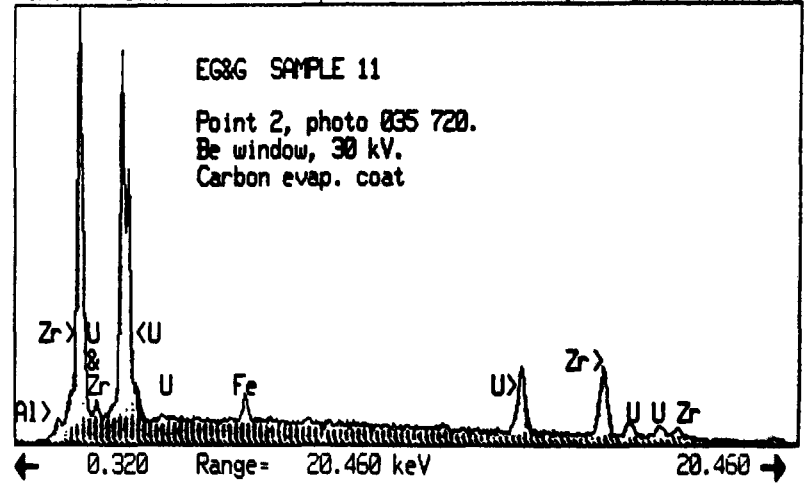 EG&G SAMPLE 11
Point 2, photo 035 720.
Be window, 30 kV.
Carbon evap. coat
Zr> U <U
&
Zr U Fe U> Zr>
Al> U U Zr
← 0.320 Range= 20.460 keV 20.460 →